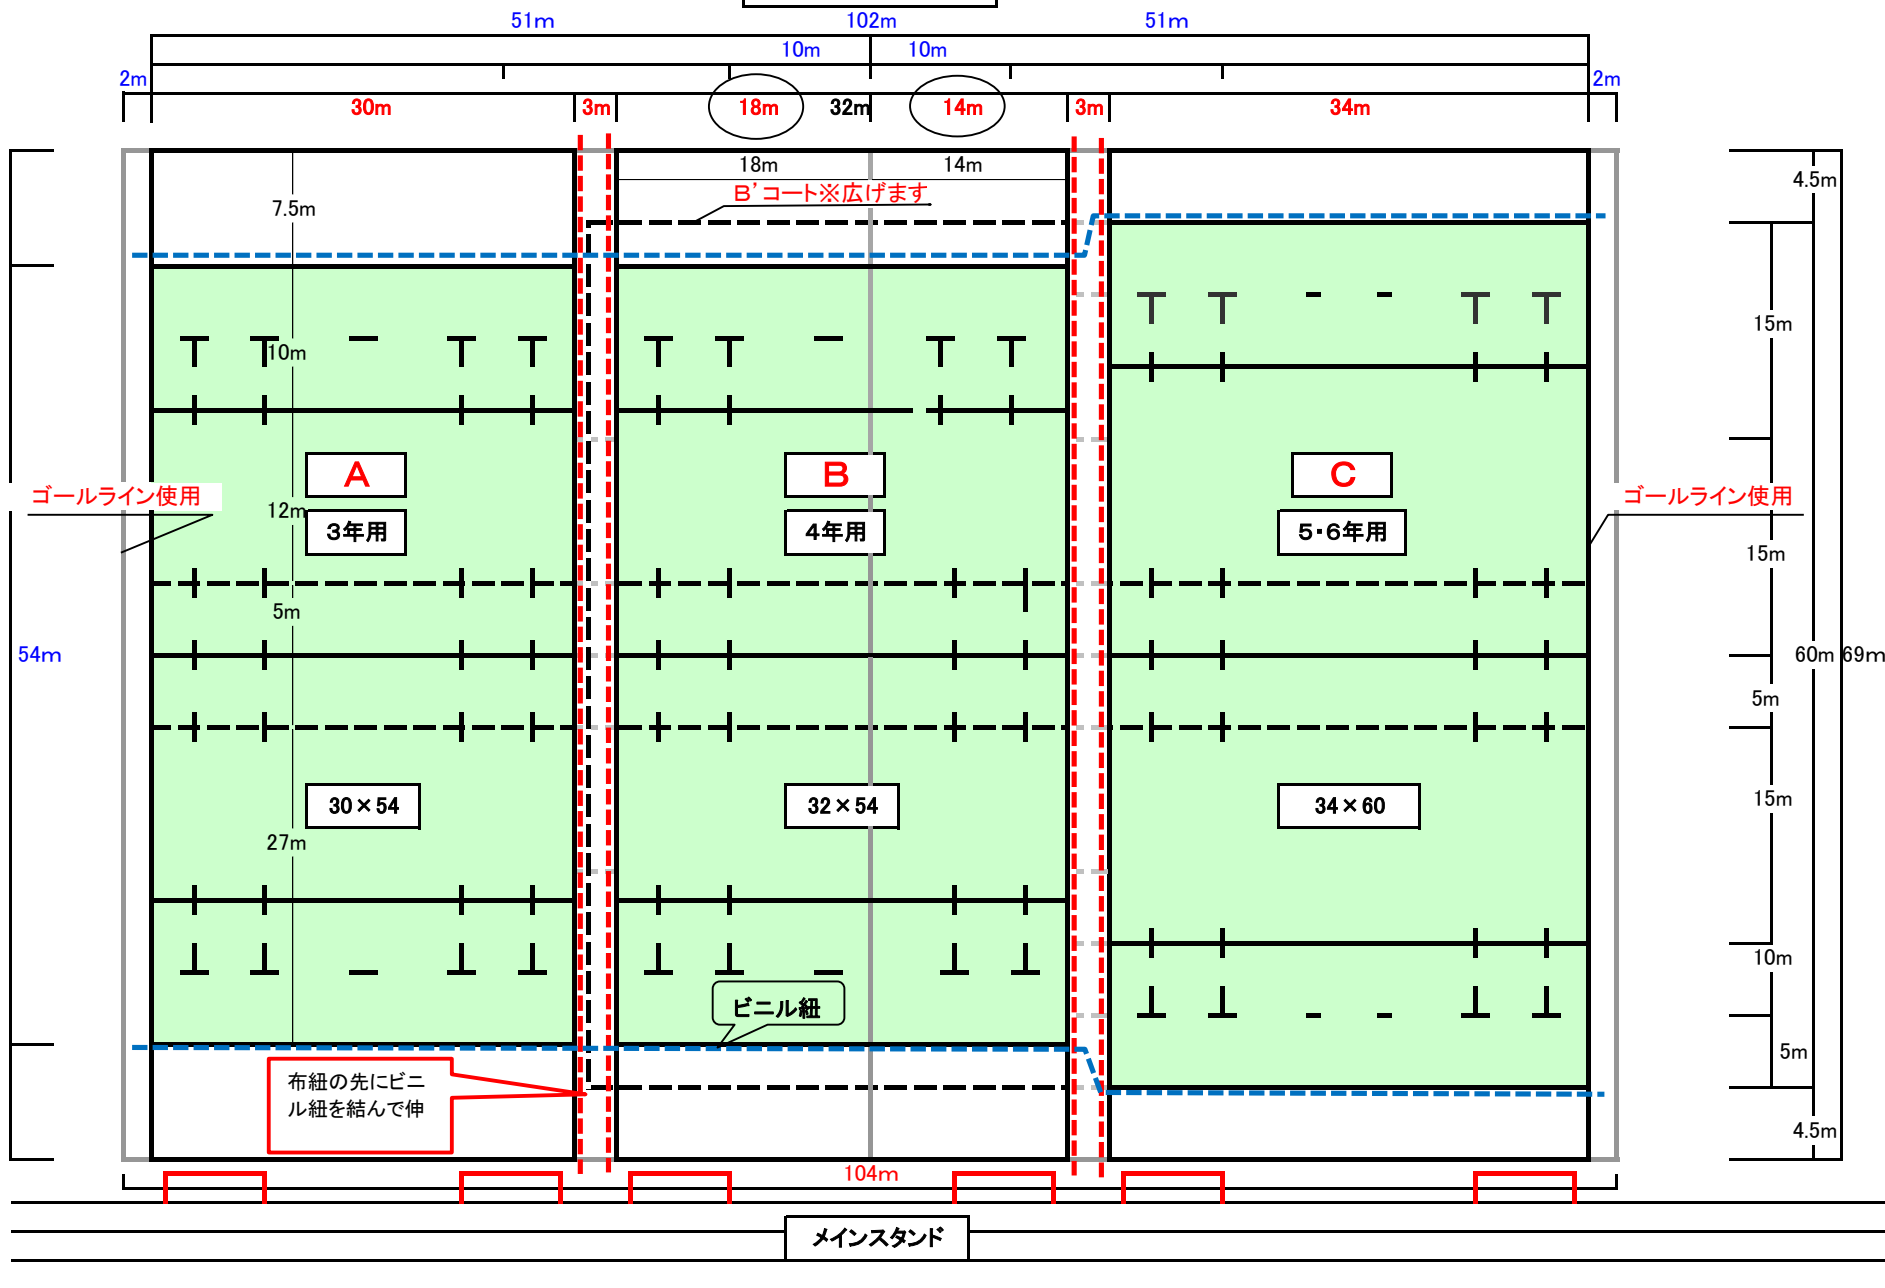 51m
102m
51m
10m
10m
2m
2m
30m
3m
18m
32m
14m
3m
34m
18m
14m
B’コート※広げます
4.5m
7.5m
15m
10m
A
B
C
ゴールライン使用
ゴールライン使用
12m
3年用
4年用
5・6年用
15m
5m
54m
60m
69m
5m
30×54
32×54
34×60
15m
27m
10m
ビニル紐
5m
布紐の先にビニ
ル紐を結んで伸
4.5m
104m
メインスタンド